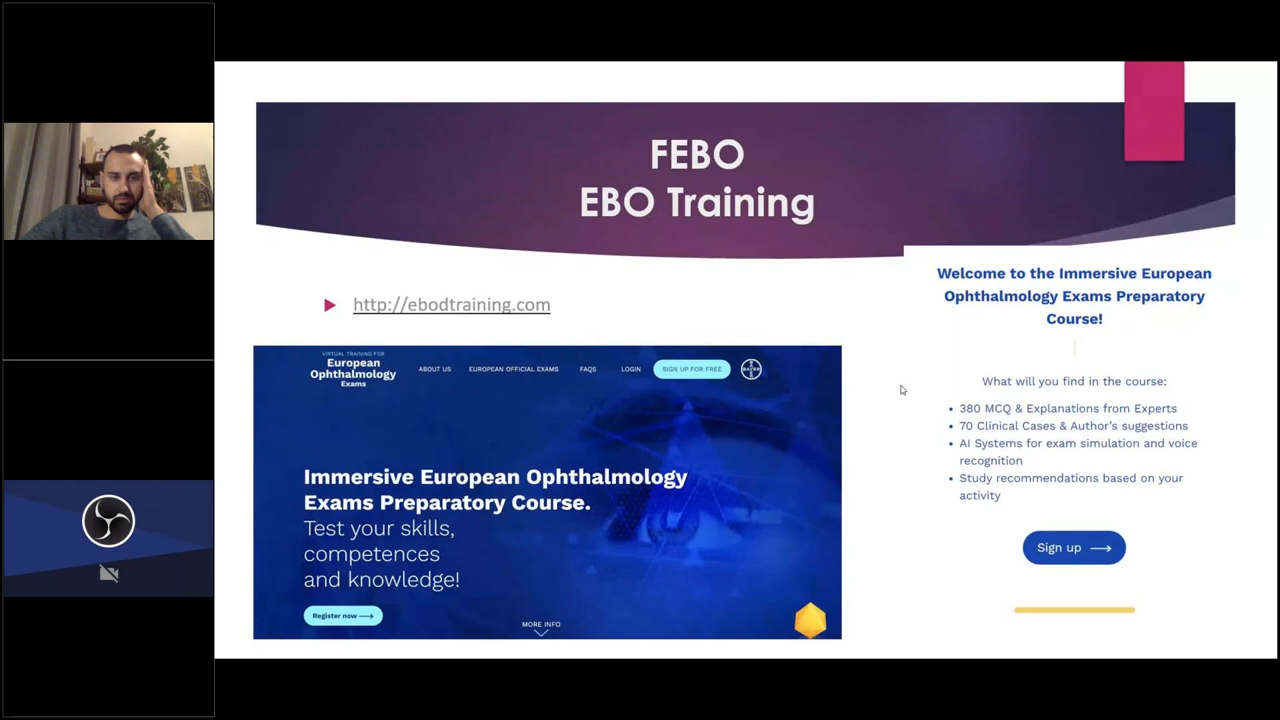 FEBO
EBO Training
http://ebodtraining.com
VIRTUAL TRAINING FOR
European
Ophthalmology
Exams
ABOUT US
EUROPEAN OFFICIAL EXAMS
FAQS
LOGIN
SIGN UP FOR FREE
BAYER
Immersive European Ophthalmology
Exams Preparatory Course.
Test your skills,
competences
and knowledge!
Register now
MORE INFO
Welcome to the Immersive European
Ophthalmology Exams Preparatory
Course!
What will you find in the course:
• 380 MCQ & Explanations from Experts
• 70 Clinical Cases & Author's suggestions
• AI Systems for exam simulation and voice
recognition
• Study recommendations based on your
activity
Sign up